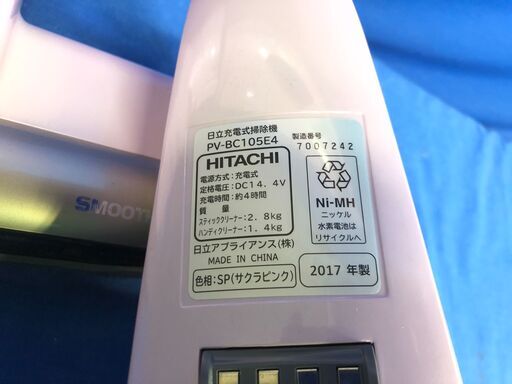 日立充電式掃除機
PV-BC105E4
HITACHI
電源方式:充電式
定格電圧:DC14.4V
充電時間:約4時間
質量
スティッククリーナー:2.8kg
ハンディクリーナー:1.4kg
日立アプライアンス(株)
MADE IN CHINA
色相:SP(サクラピンク)
製造番号
7007242
Ni-MH
ニッケル
水素電池は
リサイクルへ
2017年製
SMOOT